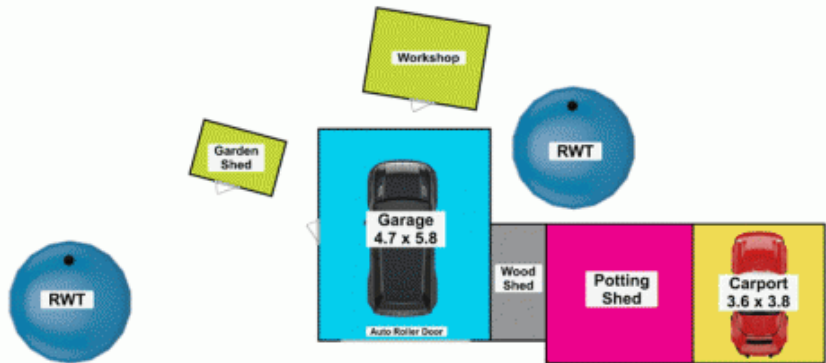 Workshop
Garden
Shed
RWT
Garage
4.7 x 5.8
Wood
Shed
Potting
Shed
Carport
3.6 x 3.8
RWT
Auto Roller Door